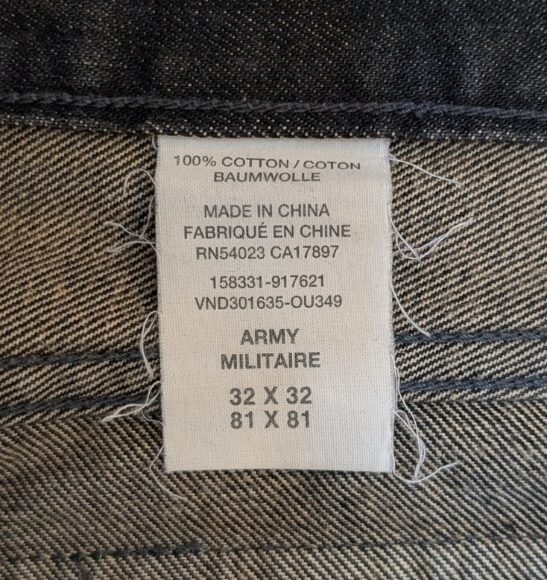 100% COTTON / COTON
BAUMWOLLE
MADE IN CHINA
FABRIQUÉ EN CHINE
RN54023 CA17897
158331-917621
VND301635-OU349
ARMY
MILITAIRE
32 X 32
81 X 81